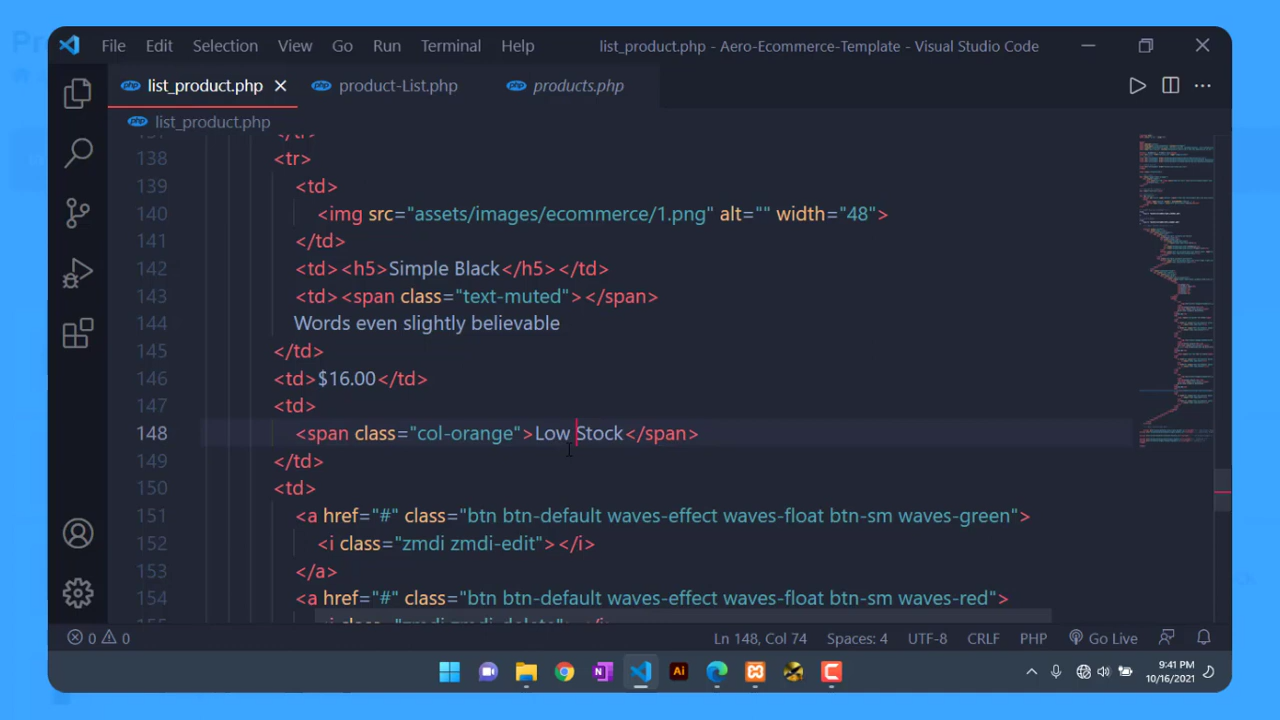 File Edit Selection View Go Run Terminal Help list_product.php - Aero-Ecommerce-Template - Visual Studio Code
list_product.php product-List.php products.php
list_product.php
138 <tr>
139 <td>
140 <img src="assets/images/ecommerce/1.png" alt="" width="48">
141 </td>
142 <td><h5>Simple Black</h5></td>
143 <td><span class="text-muted"></span>
144 Words even slightly believable
145 </td>
146 <td>$16.00</td>
147 <td>
148 <span class="col-orange">Low Stock</span>
149 </td>
150 <td>
151 <a href="#" class="btn btn-default waves-effect waves-float btn-sm waves-green">
152 <i class="zmdi zmdi-edit"></i>
153 </a>
154 <a href="#" class="btn btn-default waves-effect waves-float btn-sm waves-red">
0 0 Ln 148, Col 74 Spaces: 4 UTF-8 CRLF PHP Go Live
9:41 PM
10/16/2021